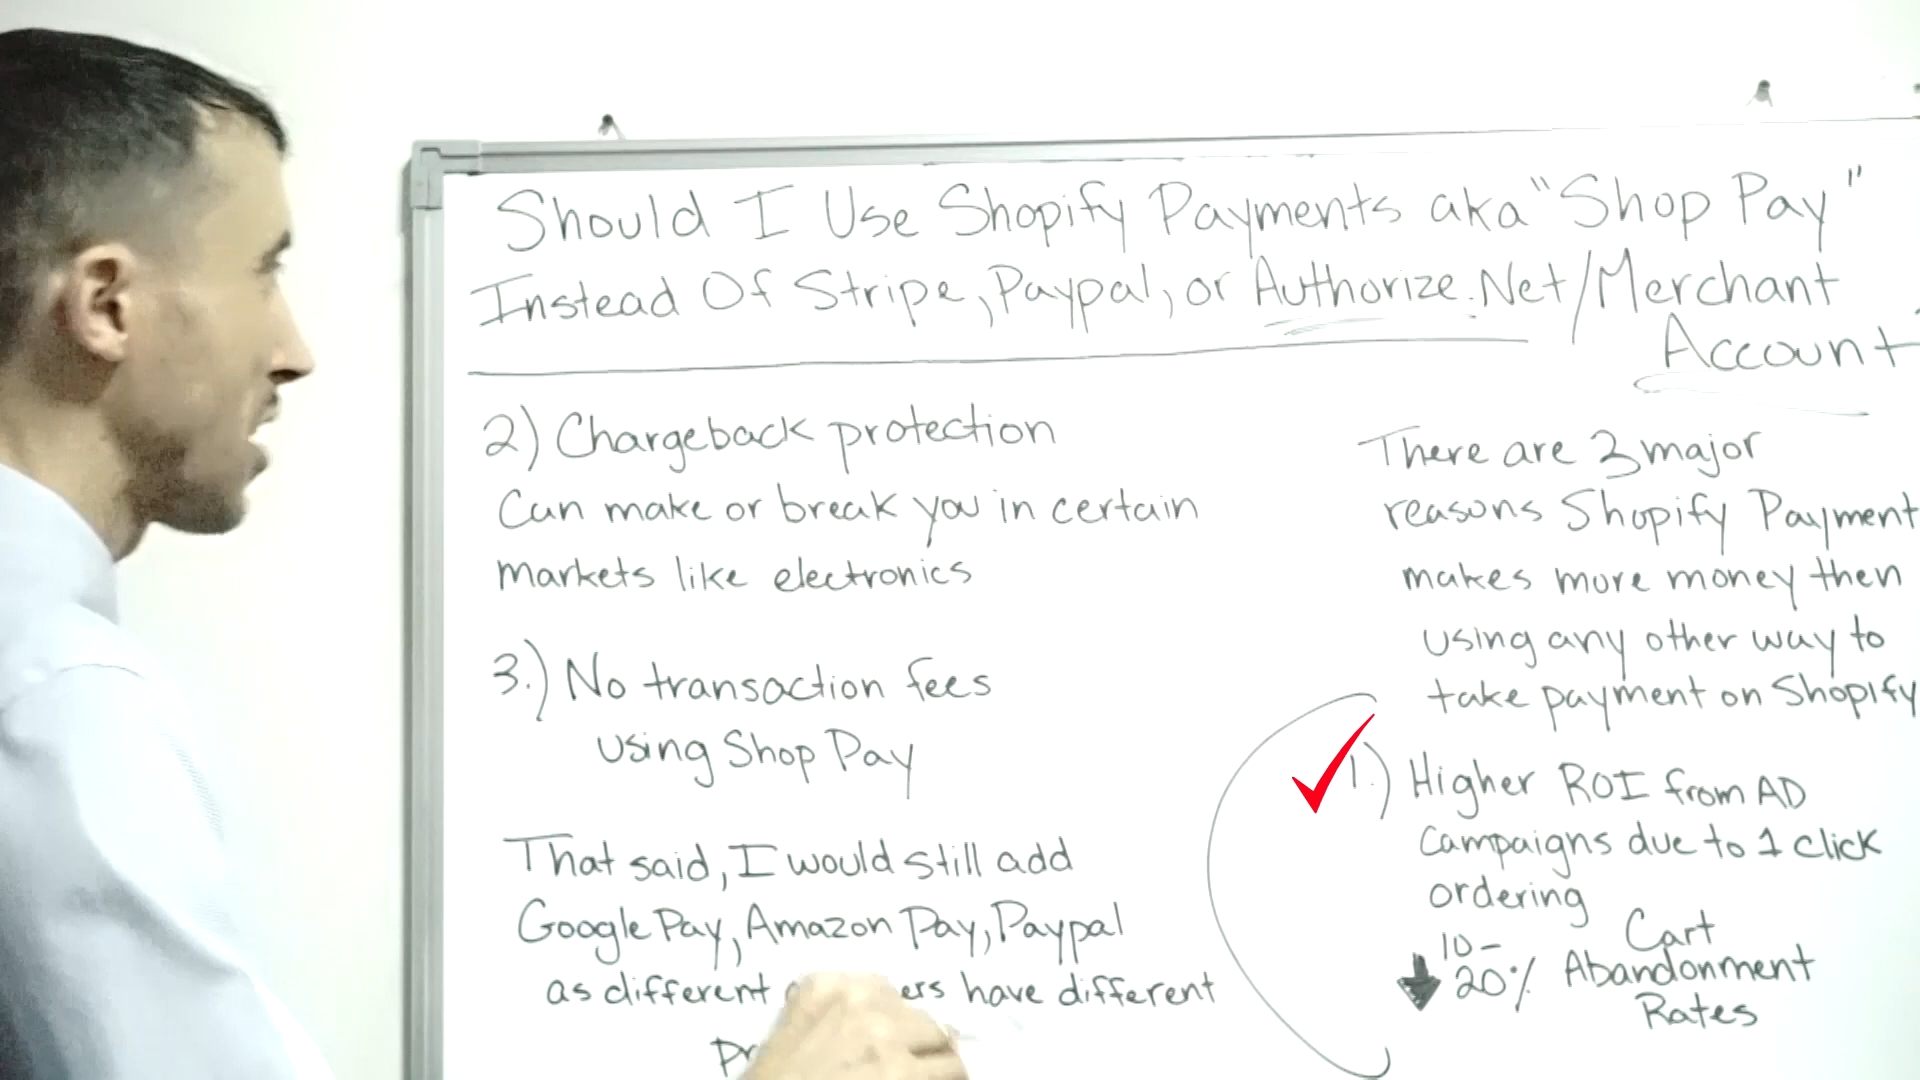 Should I Use Shopify Payments aka "Shop Pay"
Instead Of Stripe, Paypal, or Authorize.Net/Merchant
Account
There are 3 major
reasons Shopify Payment
makes more money then
using any other way to
take payment on Shopify
1.) Higher ROI from AD
Campaigns due to 1 click
ordering
10-
20% Cart
Abandonment
Rates
2) Chargeback protection
Can make or break you in certain
markets like electronics
3.) No transaction fees
using Shop Pay
That said, I would still add
Google Pay, Amazon Pay, Paypal
as different have different